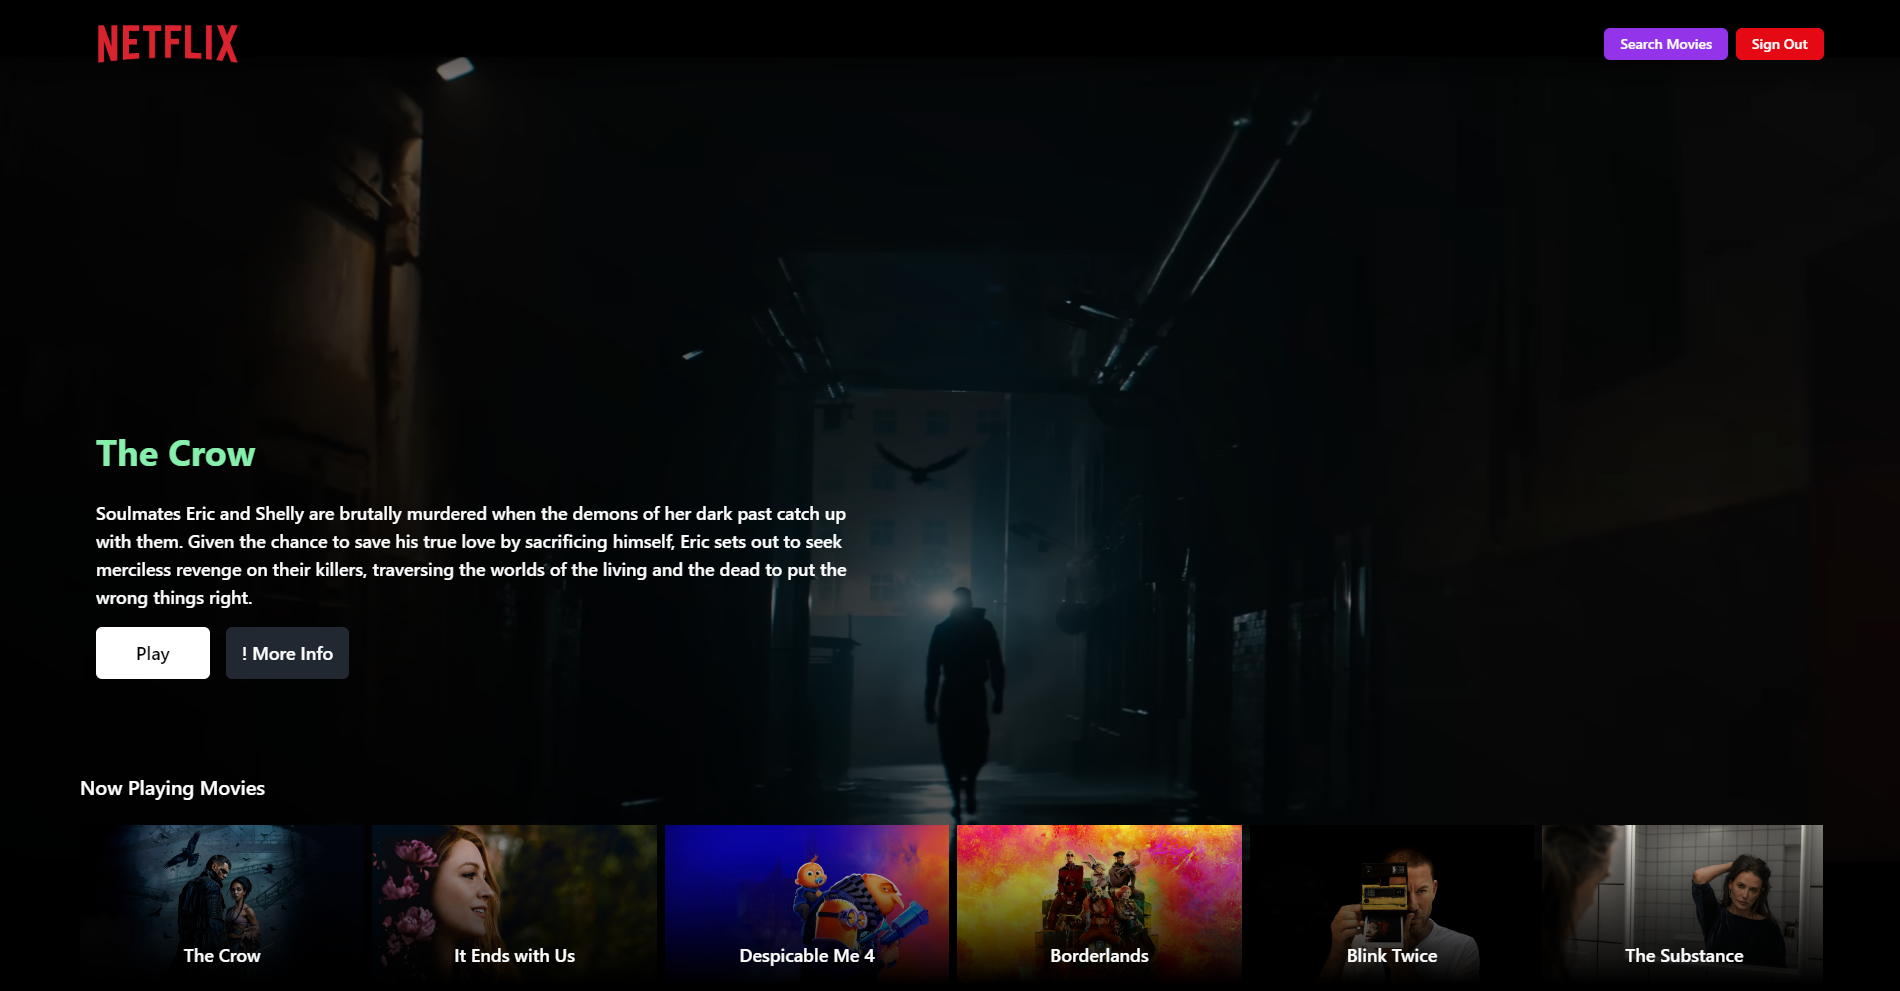 NETFLIX
Search Movies
Sign Out
The Crow
Soulmates Eric and Shelly are brutally murdered when the demons of her dark past catch up
with them. Given the chance to save his true love by sacrificing himself, Eric sets out to seek
merciless revenge on their killers, traversing the worlds of the living and the dead to put the
wrong things right.
Play
! More Info
Now Playing Movies
The Crow
It Ends with Us
Despicable Me 4
Borderlands
Blink Twice
The Substance